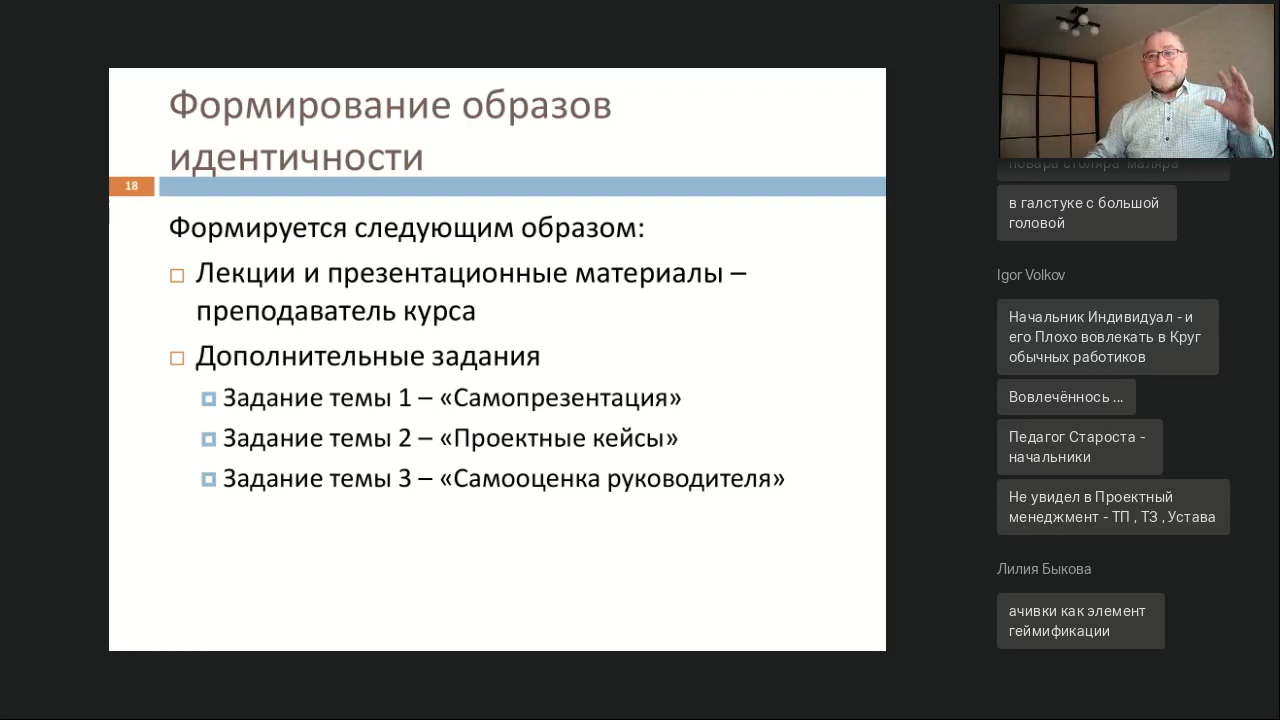 Формирование образов
идентичности
18
Формируется следующим образом:
Лекции и презентационные материалы –
преподаватель курса
Дополнительные задания
Задание темы 1 – «Самопрезентация»
Задание темы 2 – «Проектные кейсы»
Задание темы 3 – «Самооценка руководителя»
повара столяра маляра
в галстуке с большой
головой
Igor Volkov
Начальник Индивидуал - и
его Плохо вовлекать в Круг
обычных работиков
Вовлечённось ...
Педагог Староста -
начальники
Не увидел в Проектный
менеджмент - ТП , ТЗ , Устава
Лилия Быкова
ачивки как элемент
геймификации